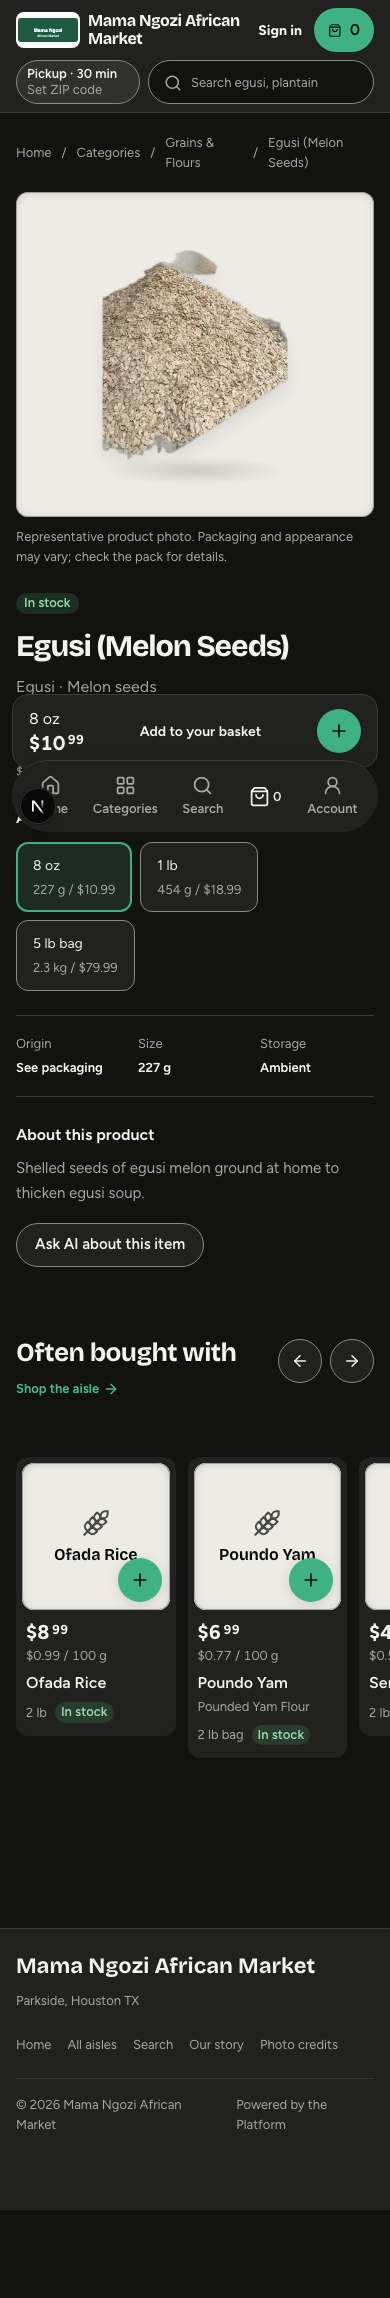 Mama Ngozi
African Market
Mama Ngozi African
Market
Sign in
0
Pickup · 30 min
Set ZIP code
Search egusi, plantain
Home / Categories / Grains & Flours / Egusi (Melon Seeds)
Representative product photo. Packaging and appearance
may vary; check the pack for details.
In stock
Egusi (Melon Seeds)
Egusi · Melon seeds
8 oz
$10 99
Add to your basket
Categories
Search
0
Account
8 oz
227 g / $10.99
1 lb
454 g / $18.99
5 lb bag
2.3 kg / $79.99
Origin
See packaging
Size
227 g
Storage
Ambient
About this product
Shelled seeds of egusi melon ground at home to
thicken egusi soup.
Ask AI about this item
Often bought with
Shop the aisle
Ofada Rice
$8 99
$0.99 / 100 g
Ofada Rice
2 lb
In stock
Poundo Yam
$6 99
$0.77 / 100 g
Poundo Yam
Pounded Yam Flour
2 lb bag
In stock
$4
$0.
2 lb
Mama Ngozi African Market
Parkside, Houston TX
Home
All aisles
Search
Our story
Photo credits
© 2026 Mama Ngozi African
Market
Powered by the
Platform